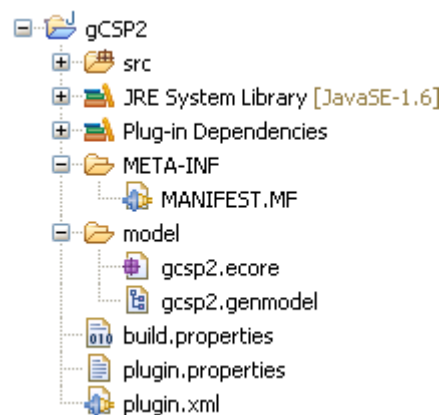 gCSP2
src
JRE System Library [JavaSE-1.6]
Plug-in Dependencies
META-INF
MANIFEST.MF
model
gcsp2.ecore
gcsp2.genmodel
build.properties
plugin.properties
plugin.xml